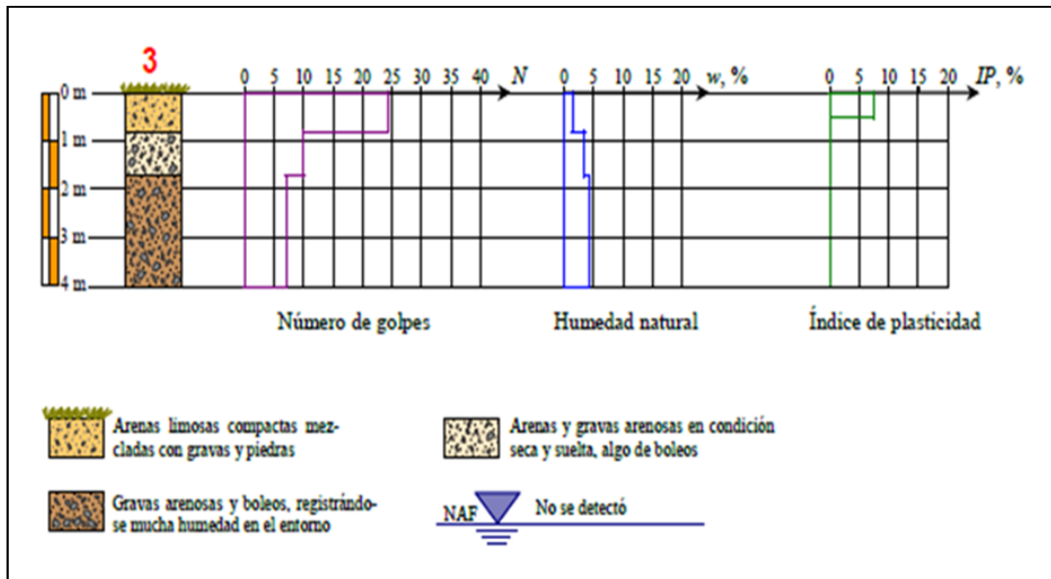 3
0 5 10 15 20 25 30 35 40 N
0 5 10 15 20 w, %
0 5 10 15 20 IP, %
0 m
1 m
2 m
3 m
4 m
Número de golpes
Humedad natural
Índice de plasticidad
Arenas limosas compactas mez-
cladas con gravas y piedras
Arenas y gravas arenosas en condición
seca y suelta, algo de boleos
Gravas arenosas y boleos, registrándo-
se mucha humedad en el entorno
NAF
No se detectó